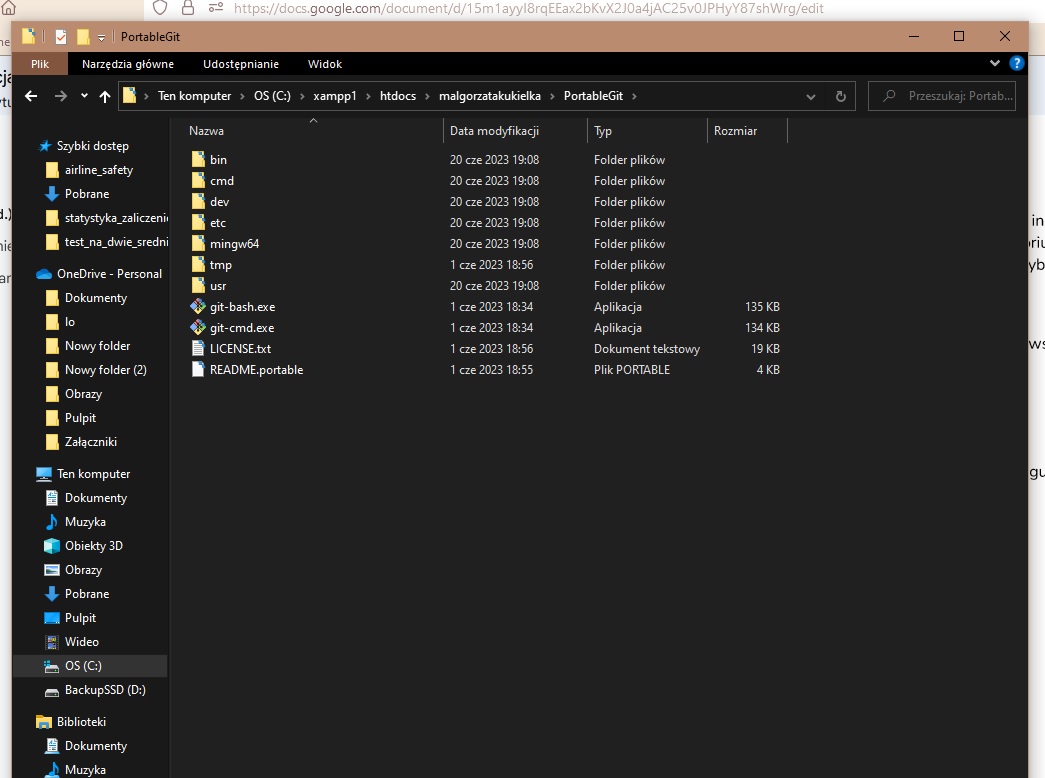 https://docs.google.com/document/d/15m1ayyI8rqEEax2bKvX2J0a4jAC25v0JPHyY87shWrg/edit
PortableGit
Plik Narzędzia główne Udostępnianie Widok
Ten komputer > OS (C:) > xampp1 > htdocs > malgorzatakukielka > PortableGit >
Przeszukaj: Portab...
Nazwa Data modyfikacji Typ Rozmiar
bin 20 cze 2023 19:08 Folder plików
cmd 20 cze 2023 19:08 Folder plików
dev 20 cze 2023 19:08 Folder plików
etc 20 cze 2023 19:08 Folder plików
mingw64 20 cze 2023 19:08 Folder plików
tmp 1 cze 2023 18:56 Folder plików
usr 20 cze 2023 19:08 Folder plików
git-bash.exe 1 cze 2023 18:34 Aplikacja 135 KB
git-cmd.exe 1 cze 2023 18:34 Aplikacja 134 KB
LICENSE.txt 1 cze 2023 18:56 Dokument tekstowy 19 KB
README.portable 1 cze 2023 18:55 Plik PORTABLE 4 KB
Szybki dostęp
airline_safety
Pobrane
statystyka_zaliczenie
test_na_dwie_sredni
OneDrive - Personal
Dokumenty
Io
Nowy folder
Nowy folder (2)
Obrazy
Pulpit
Załączniki
Ten komputer
Dokumenty
Muzyka
Obiekty 3D
Obrazy
Pobrane
Pulpit
Wideo
OS (C:)
BackupSSD (D:)
Biblioteki
Dokumenty
Muzyka